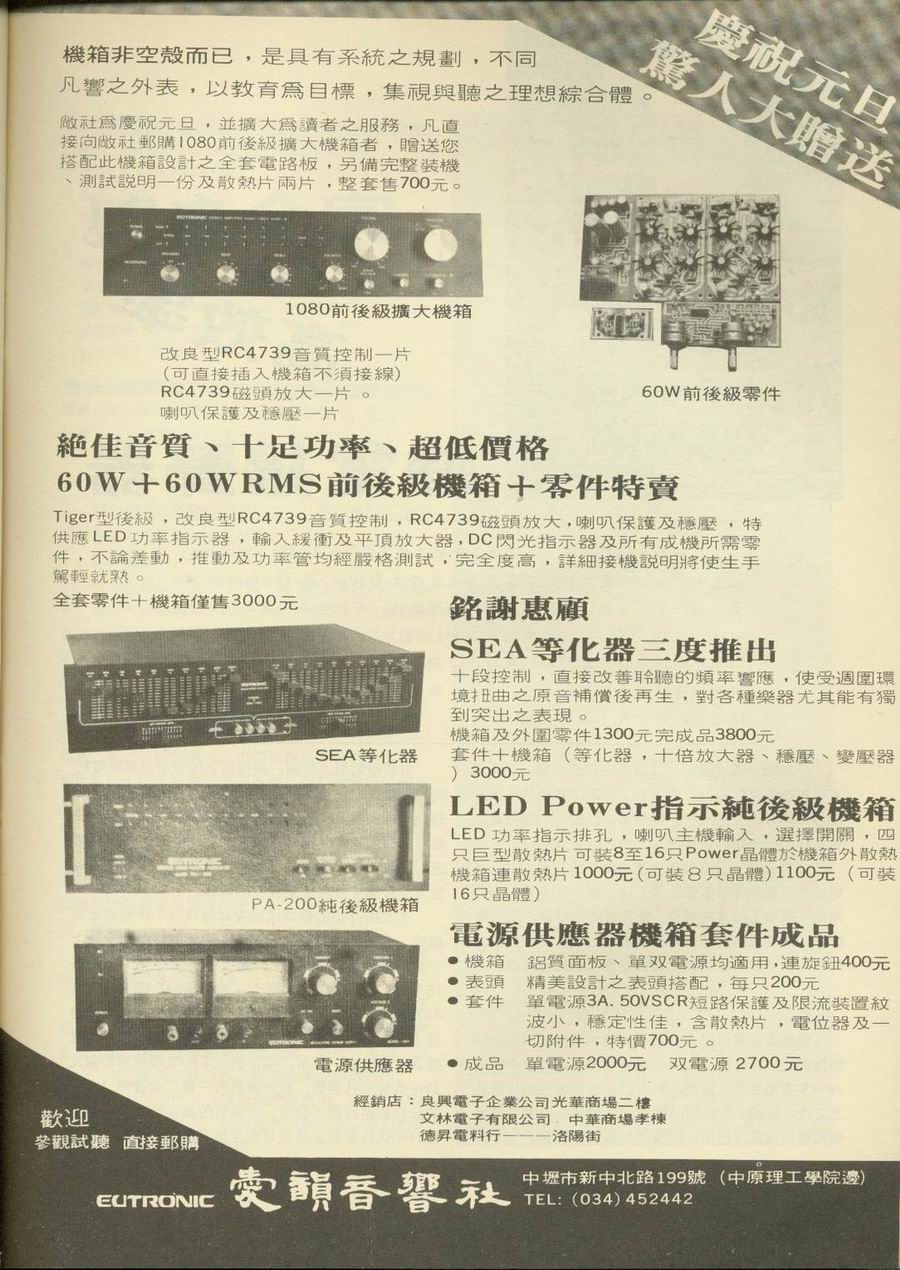 慶祝元旦
驚人大贈送
機箱非空殼而已，是具有系統之規劃，不同
凡響之外表，以教育爲目標，集視與聽之理想綜合體。
敝社爲慶祝元旦，並擴大爲讀者之服務，凡直
接向敝社郵購1080前後級擴大機箱者，贈送您
搭配此機箱設計之全套電路板，另備完整裝機
、測試説明一份及散熱片兩片，整套售700元。
EUTRONIC
1080前後級擴大機箱
60W前後級零件
改良型RC4739音質控制一片
(可直接插入機箱不須接線)
RC4739磁頭放大一片。
喇叭保護及穩壓一片
絕佳音質、十足功率、超低價格
60W＋60WRMS前後級機箱＋零件特賣
Tiger型後級，改良型RC4739音質控制，RC4739磁頭放大，喇叭保護及穩壓，特
供應LED功率指示器，輸入緩衝及平頂放大器，DC閃光指示器及所有成機所需零
件，不論差動，推動及功率管均經嚴格測試，完全度高，詳細接機説明將使生手
駕輕就熟。
全套零件＋機箱僅售3000元
SEA等化器
銘謝惠顧
SEA等化器三度推出
十段控制，直接改善聆聽的頻率響應，使受週圍環
境扭曲之原音補償後再生，對各種樂器尤其能有獨
到突出之表現。
機箱及外圍零件1300元完成品3800元
套件＋機箱（等化器，十倍放大器、穩壓、變壓器
）3000元
EUTRONIC
PA-200純後級機箱
LED Power指示純後級機箱
LED 功率指示排孔，喇叭主機輸入，選擇開關，四
只巨型散熱片可裝8至16只Power晶體於機箱外散熱
機箱連散熱片1000元(可裝８只晶體)1100元（可裝
16只晶體）
EUTRONIC
電源供應器
電源供應器機箱套件成品
●機箱　鋁質面板、單双電源均適用，連旋鈕400元
●表頭　精美設計之表頭搭配，每只200元
●套件　單電源3A. 50VSCR短路保護及限流裝置紋
波小，穩定性佳，含散熱片，電位器及一
切附件，特價700元。
●成品　單電源2000元　双電源 2700元
經銷店：良興電子企業公司光華商場二樓
文林電子有限公司．中華商場孝棟
德昇電料行———洛陽街
歡迎
參觀試聽　直接郵購
EUTRONIC 雲韻音響社
中壢市新中北路199號（中原理工學院邊）
TEL: (034) 452442